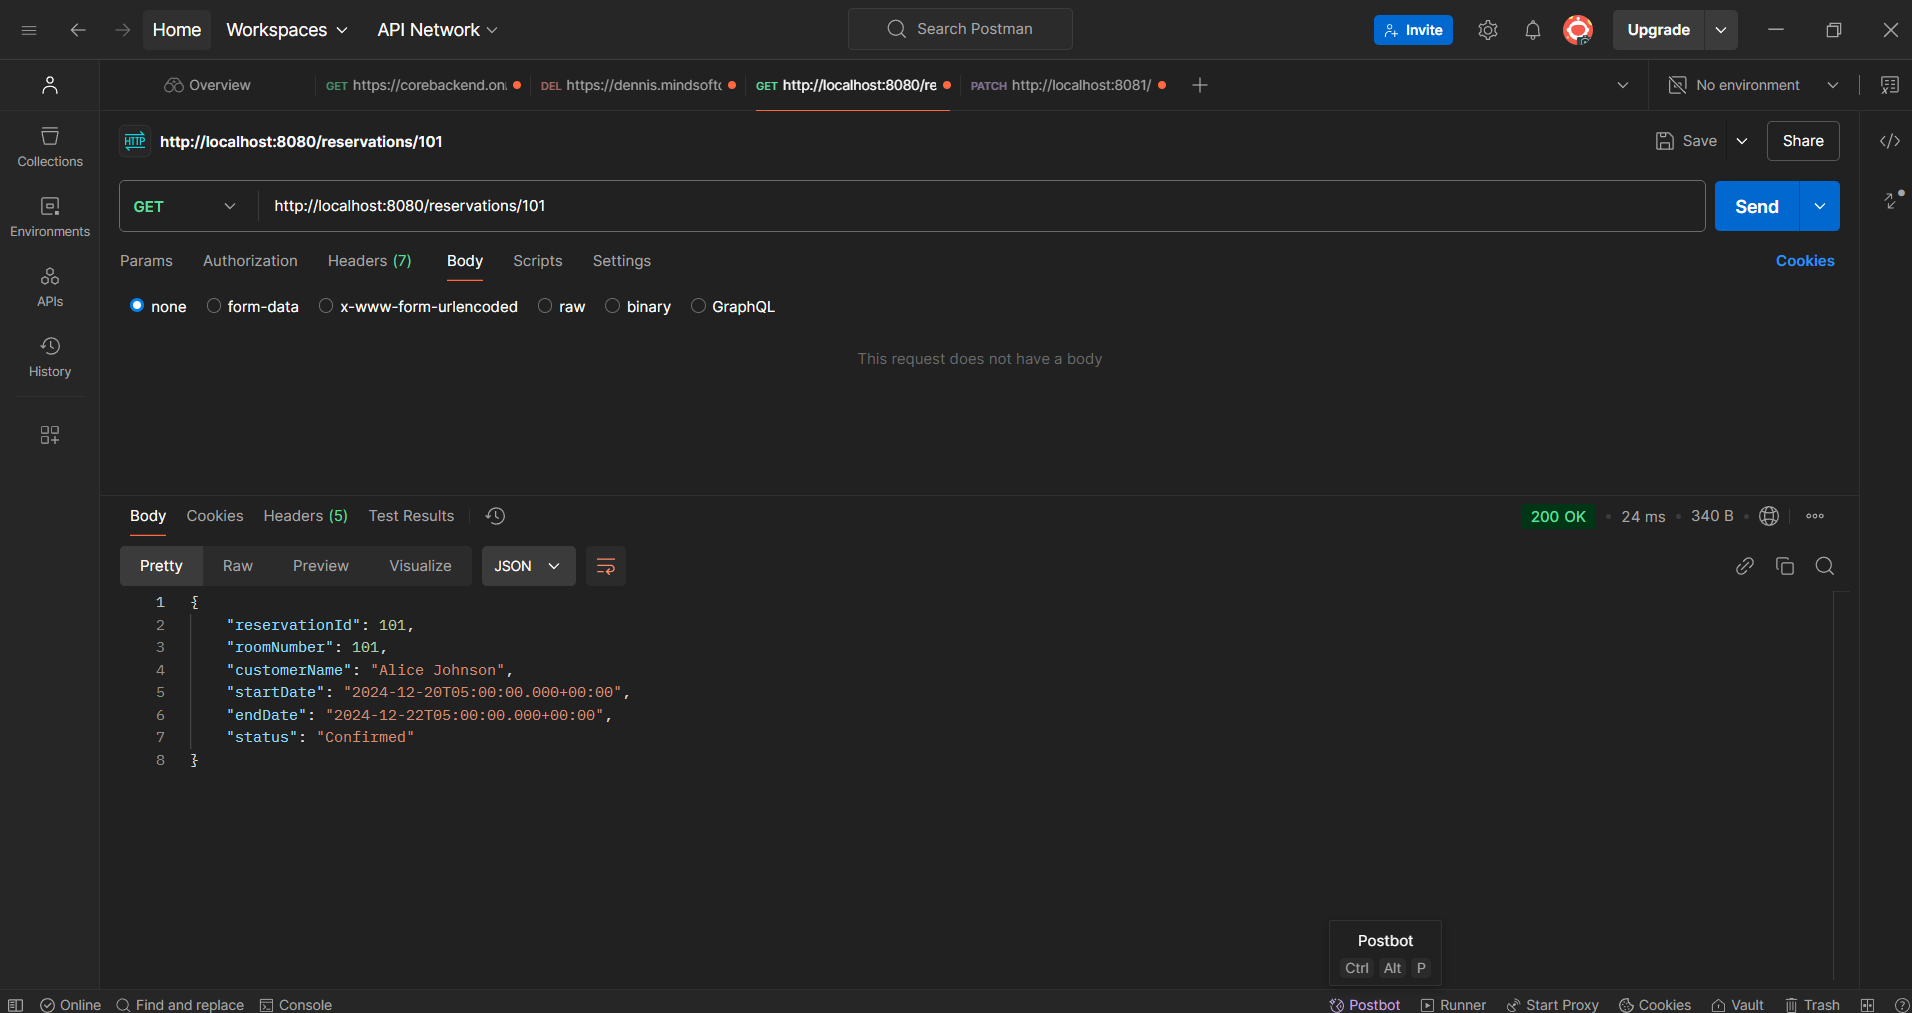 Home Workspaces API Network Search Postman Invite Upgrade
Overview GET https://corebackend.on DEL https://dennis.mindsoft GET http://localhost:8080/re PATCH http://localhost:8081/ No environment
HTTP http://localhost:8080/reservations/101 Save Share
Collections
GET http://localhost:8080/reservations/101 Send
Environments
Params Authorization Headers (7) Body Scripts Settings Cookies
none form-data x-www-form-urlencoded raw binary GraphQL
APIs
This request does not have a body
History
Body Cookies Headers (5) Test Results 200 OK 24 ms 340 B
Pretty Raw Preview Visualize JSON
1 {
2 "reservationId": 101,
3 "roomNumber": 101,
4 "customerName": "Alice Johnson",
5 "startDate": "2024-12-20T05:00:00.000+00:00",
6 "endDate": "2024-12-22T05:00:00.000+00:00",
7 "status": "Confirmed"
8 }
Postbot
Ctrl Alt P
Online Find and replace Console Postbot Runner Start Proxy Cookies Vault Trash